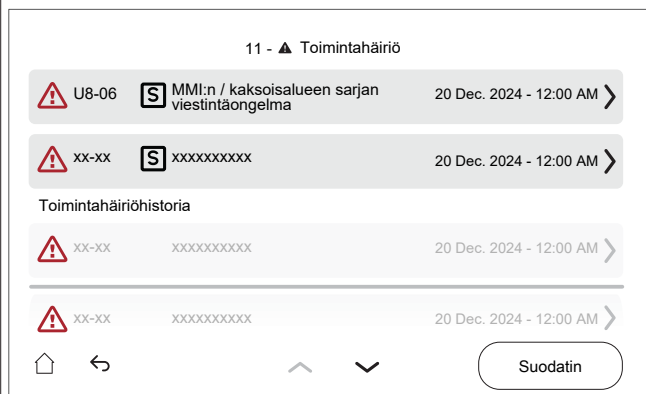 11 - Toimintahäiriö
U8-06 S MMI:n / kaksoisalueen sarjan viestintäongelma 20 Dec. 2024 - 12:00 AM
xx-xx S xxxxxxxxxx 20 Dec. 2024 - 12:00 AM
Toimintahäiriöhistoria
xx-xx xxxxxxxxxx 20 Dec. 2024 - 12:00 AM
xx-xx xxxxxxxxxx 20 Dec. 2024 - 12:00 AM
Suodatin